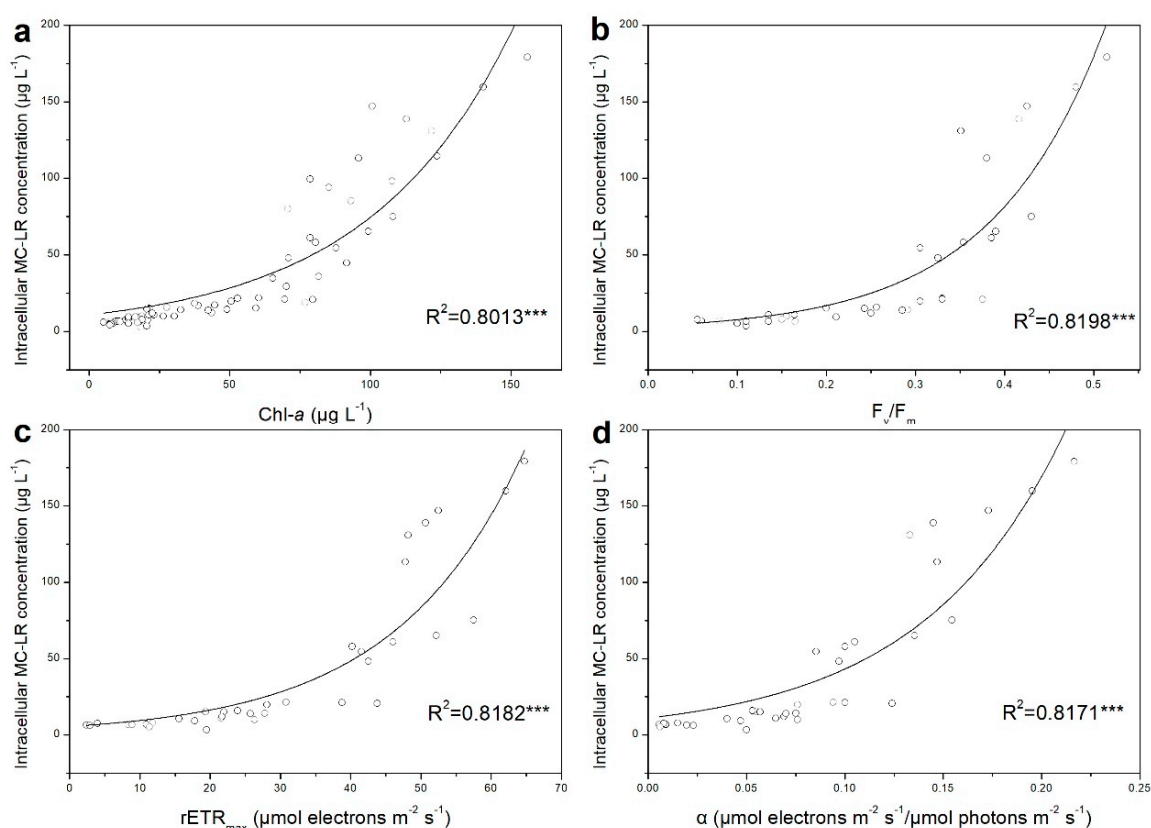 a
200
150
100
50
0
Intracellular MC-LR concentration (µg L⁻¹)
R²=0.8013***
0 50 100 150
Chl-a (µg L⁻¹)
b
200
150
100
50
0
Intracellular MC-LR concentration (µg L⁻¹)
R²=0.8198***
0.0 0.1 0.2 0.3 0.4 0.5
Fᵥ/Fₘ
c
200
150
100
50
0
Intracellular MC-LR concentration (µg L⁻¹)
R²=0.8182***
0 10 20 30 40 50 60 70
rETRₘₐₓ (µmol electrons m⁻² s⁻¹)
d
200
150
100
50
0
Intracellular MC-LR concentration (µg L⁻¹)
R²=0.8171***
0.00 0.05 0.10 0.15 0.20 0.25
α (µmol electrons m⁻² s⁻¹/µmol photons m⁻² s⁻¹)